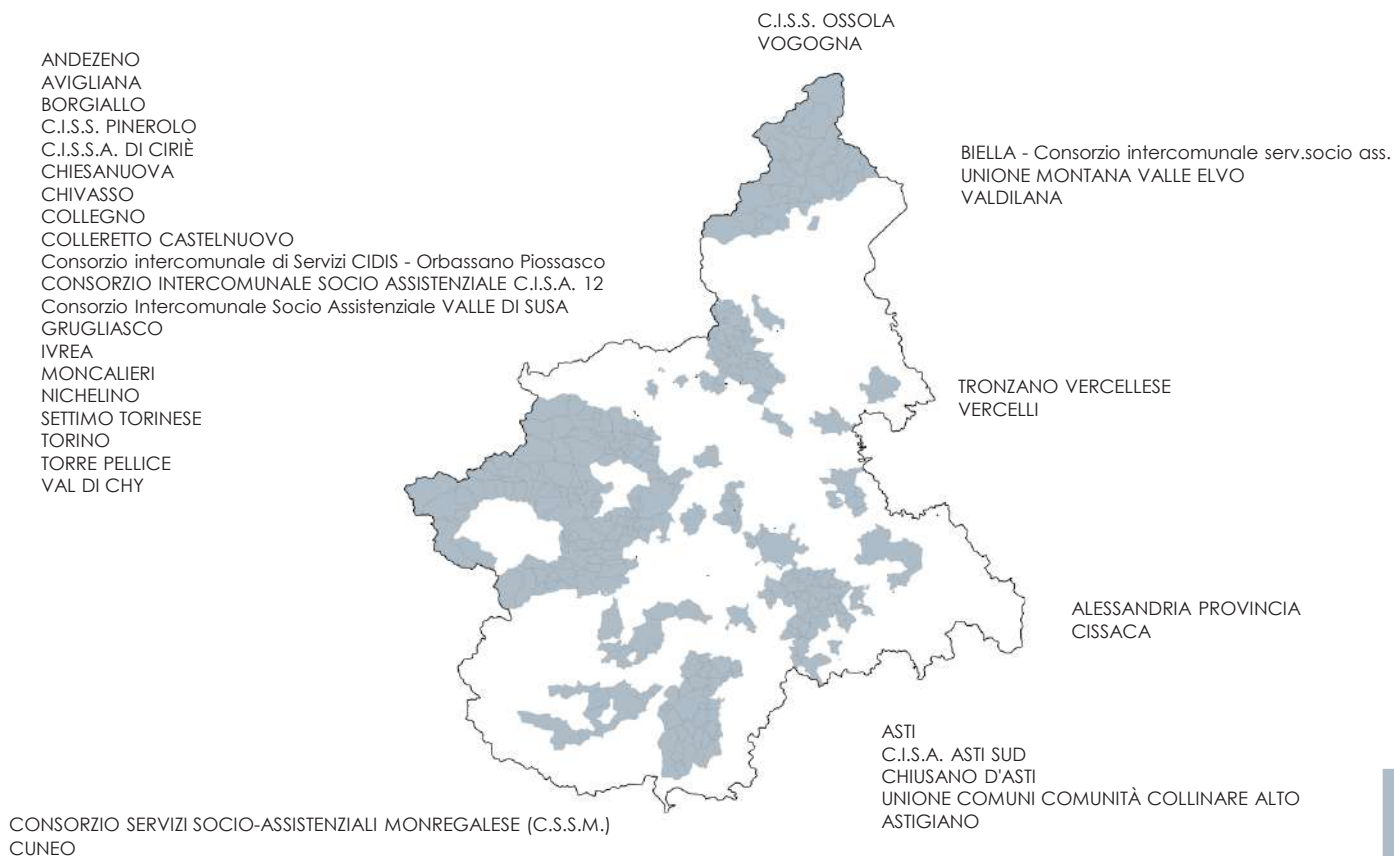 C.I.S.S. OSSOLA
VOGOGNA
ANDEZENO
AVIGLIANA
BORGIALLO
C.I.S.S. PINEROLO
C.I.S.S.A. DI CIRIÈ
CHIESANUOVA
CHIVASSO
COLLEGNO
COLLERETTO CASTELNUOVO
Consorzio intercomunale di Servizi CIDIS - Orbassano Piossasco
CONSORZIO INTERCOMUNALE SOCIO ASSISTENZIALE C.I.S.A. 12
Consorzio Intercomunale Socio Assistenziale VALLE DI SUSA
GRUGLIASCO
IVREA
MONCALIERI
NICHELINO
SETTIMO TORINESE
TORINO
TORRE PELLICE
VAL DI CHY
BIELLA - Consorzio intercomunale serv.socio ass.
UNIONE MONTANA VALLE ELVO
VALDILANA
TRONZANO VERCELLESE
VERCELLI
ALESSANDRIA PROVINCIA
CISSACA
ASTI
C.I.S.A. ASTI SUD
CHIUSANO D'ASTI
UNIONE COMUNI COMUNITÀ COLLINARE ALTO
ASTIGIANO
CONSORZIO SERVIZI SOCIO-ASSISTENZIALI MONREGALESE (C.S.S.M.)
CUNEO